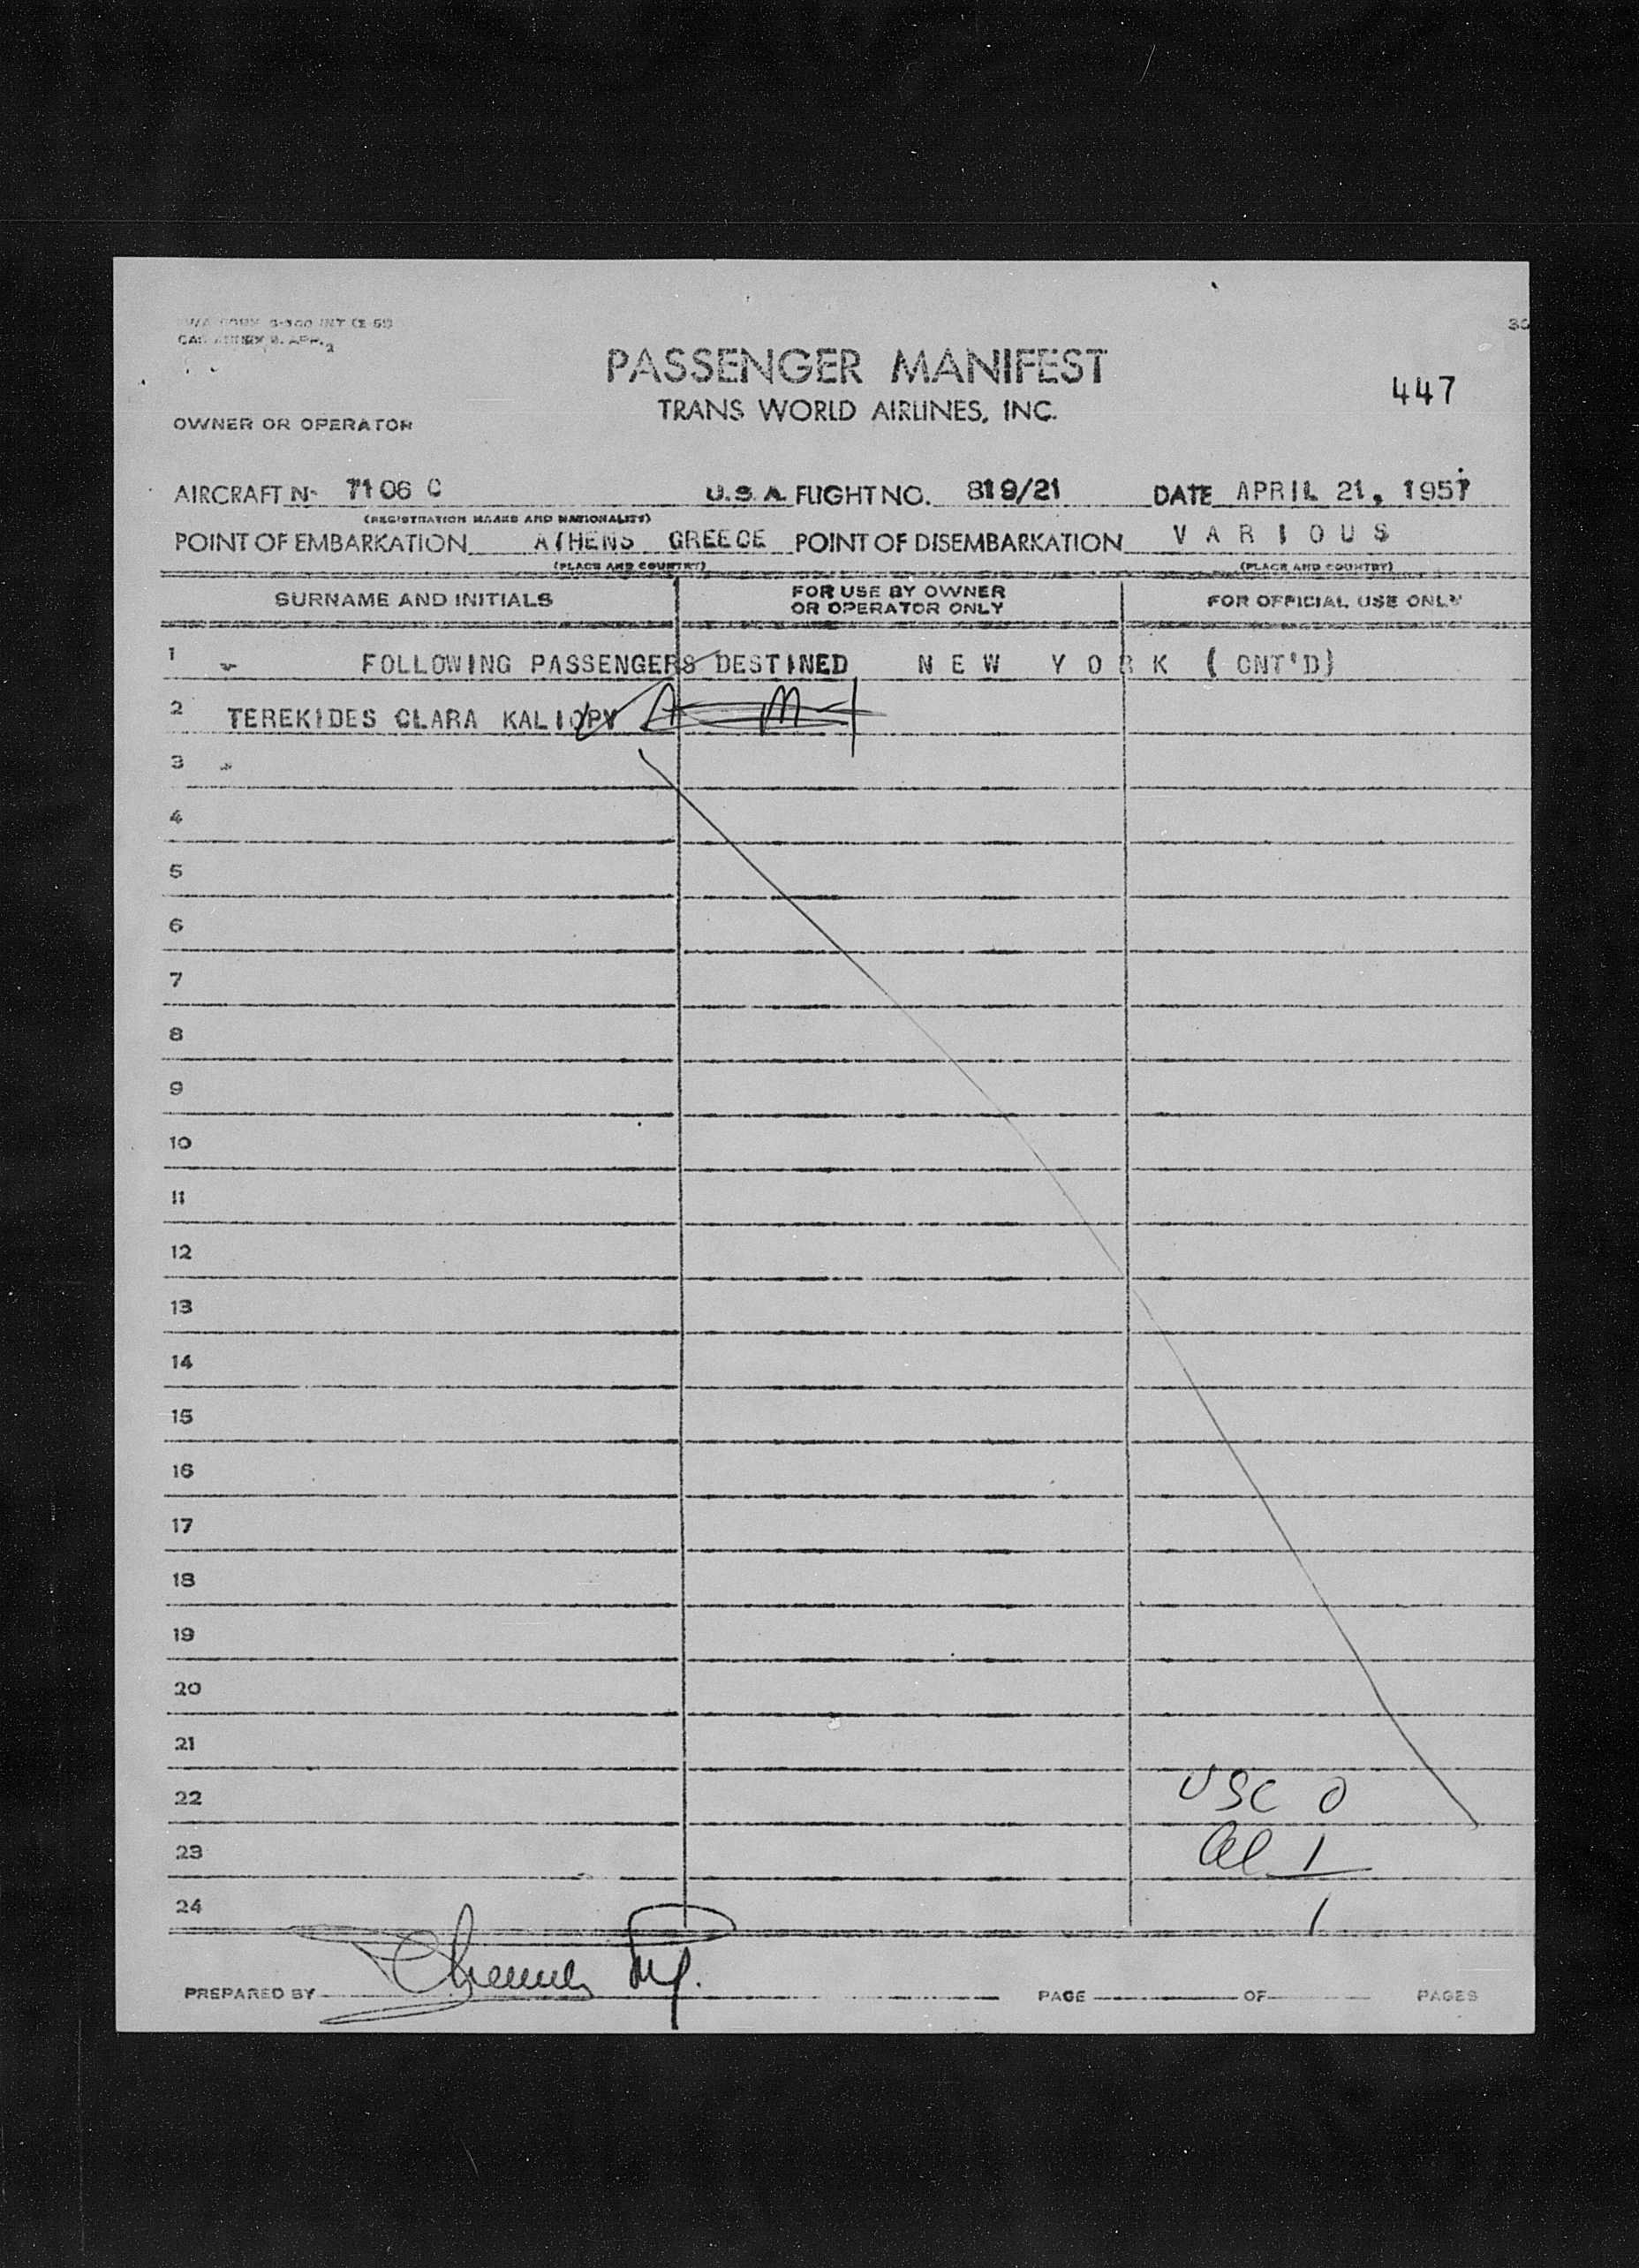 PASSENGER MANIFEST
447
TRANS WORLD AIRLINES, INC.
OWNER OR OPERATOR
AIRCRAFT N- 7106 C U.S.A. FLIGHT NO. 819/21 DATE APRIL 21, 1957
(REGISTRATION MARKS AND NATIONALITY)
POINT OF EMBARKATION ATHENS GREECE POINT OF DISEMBARKATION VARIOUS
(PLACE AND COUNTRY) (PLACE AND COUNTRY)
SURNAME AND INITIALS FOR USE BY OWNER OR OPERATOR ONLY FOR OFFICIAL USE ONLY
1 FOLLOWING PASSENGERS DESTINED NEW YORK (ONT'D)
2 TEREKIDES CLARA KALIOPY
3
4
5
6
7
8
9
10
11
12
13
14
15
16
17
18
19
20
21
22 USC 0
23 al 1
24 1
PREPARED BY PAGE OF PAGES